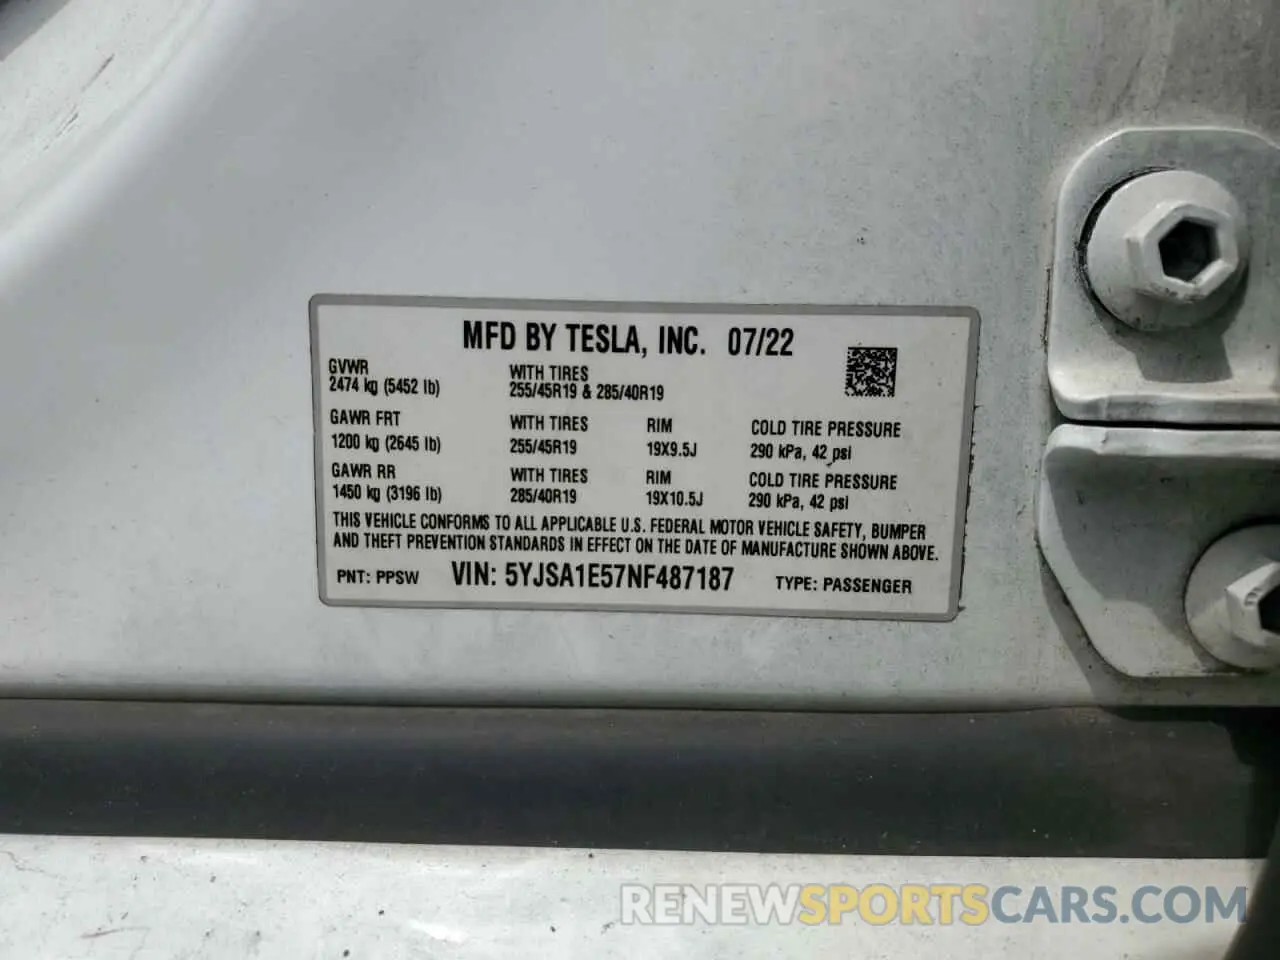 MFD BY TESLA, INC. 07/22
GVWR
2474 kg (5452 lb)
WITH TIRES
255/45R19 & 285/40R19
GAWR FRT
1200 kg (2645 lb)
WITH TIRES
255/45R19
RIM
19X9.5J
COLD TIRE PRESSURE
290 kPa, 42 psi
GAWR RR
1450 kg (3196 lb)
WITH TIRES
285/40R19
RIM
19X10.5J
COLD TIRE PRESSURE
290 kPa, 42 psi
THIS VEHICLE CONFORMS TO ALL APPLICABLE U.S. FEDERAL MOTOR VEHICLE SAFETY, BUMPER
AND THEFT PREVENTION STANDARDS IN EFFECT ON THE DATE OF MANUFACTURE SHOWN ABOVE.
PNT: PPSW VIN: 5YJSA1E57NF487187 TYPE: PASSENGER
RENEWSPORTSCARS.COM